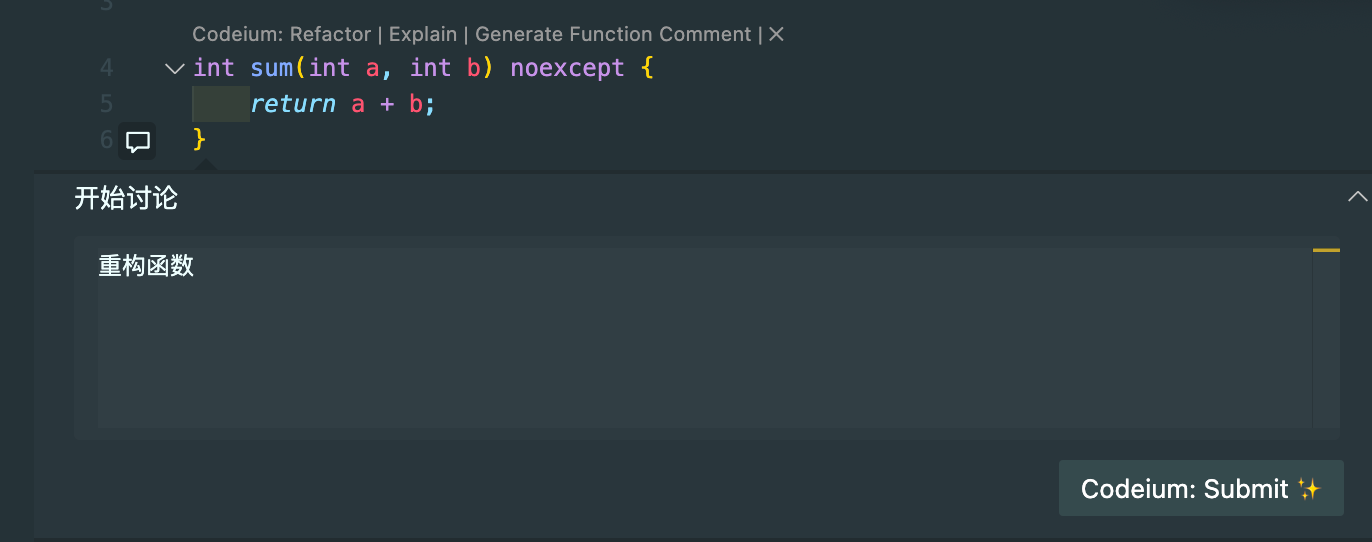 3
Codeium: Refactor | Explain | Generate Function Comment | ×
4 int sum(int a, int b) noexcept {
5 return a + b;
6 }
开始讨论
重构函数
Codeium: Submit ✨